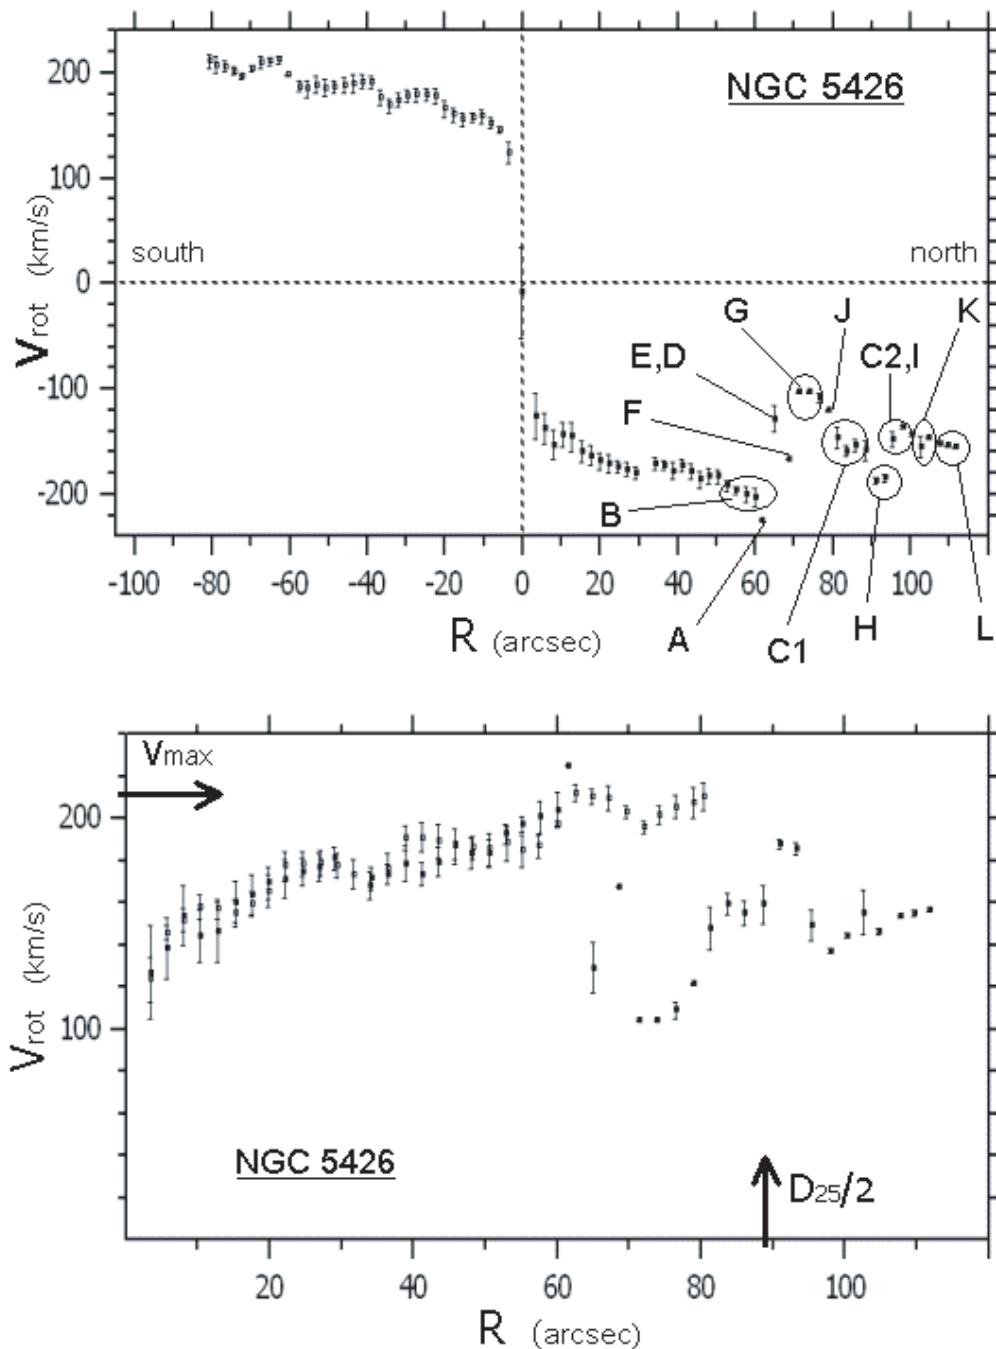 NGC 5426
200
100
0
-100
-200
Vrot (km/s)
south
north
G
J
K
E,D
C2,I
F
B
A
C1
H
L
-100 -80 -60 -40 -20 0 20 40 60 80 100
R (arcsec)
Vmax
200
100
Vrot (km/s)
NGC 5426
D25/2
20 40 60 80 100
R (arcsec)